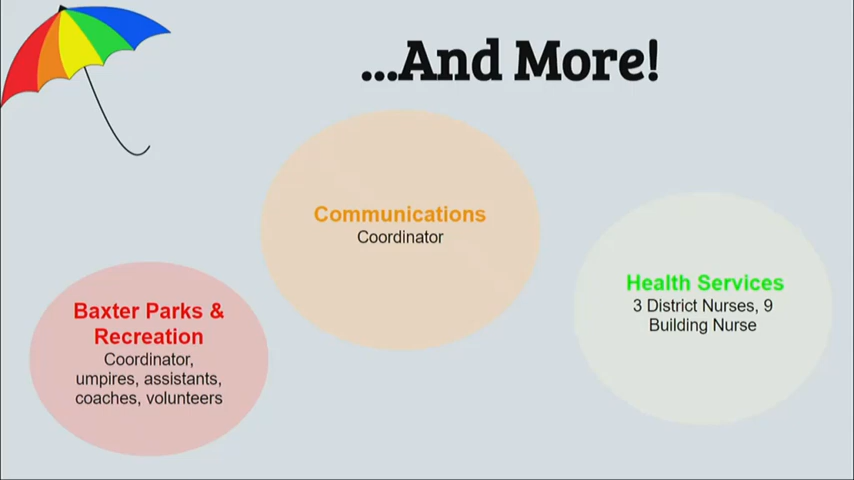 ...And More!
Communications
Coordinator
Health Services
3 District Nurses, 9
Building Nurse
Baxter Parks &
Recreation
Coordinator,
umpires, assistants,
coaches, volunteers